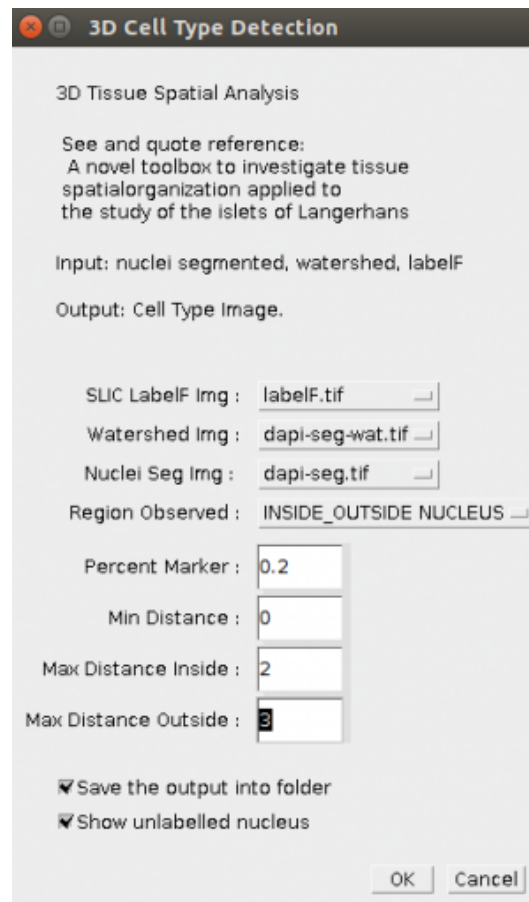 3D Cell Type Detection
3D Tissue Spatial Analysis
See and quote reference:
A novel toolbox to investigate tissue
spatialorganization applied to
the study of the islets of Langerhans
Input: nuclei segmented, watershed, labelF
Output: Cell Type Image.
SLIC LabelF Img : labelF.tif
Watershed Img : dapi-seg-wat.tif
Nuclei Seg Img : dapi-seg.tif
Region Observed : INSIDE_OUTSIDE NUCLEUS
Percent Marker : 0.2
Min Distance : 0
Max Distance Inside : 2
Max Distance Outside : 3
Save the output into folder
Show unlabelled nucleus
OK Cancel